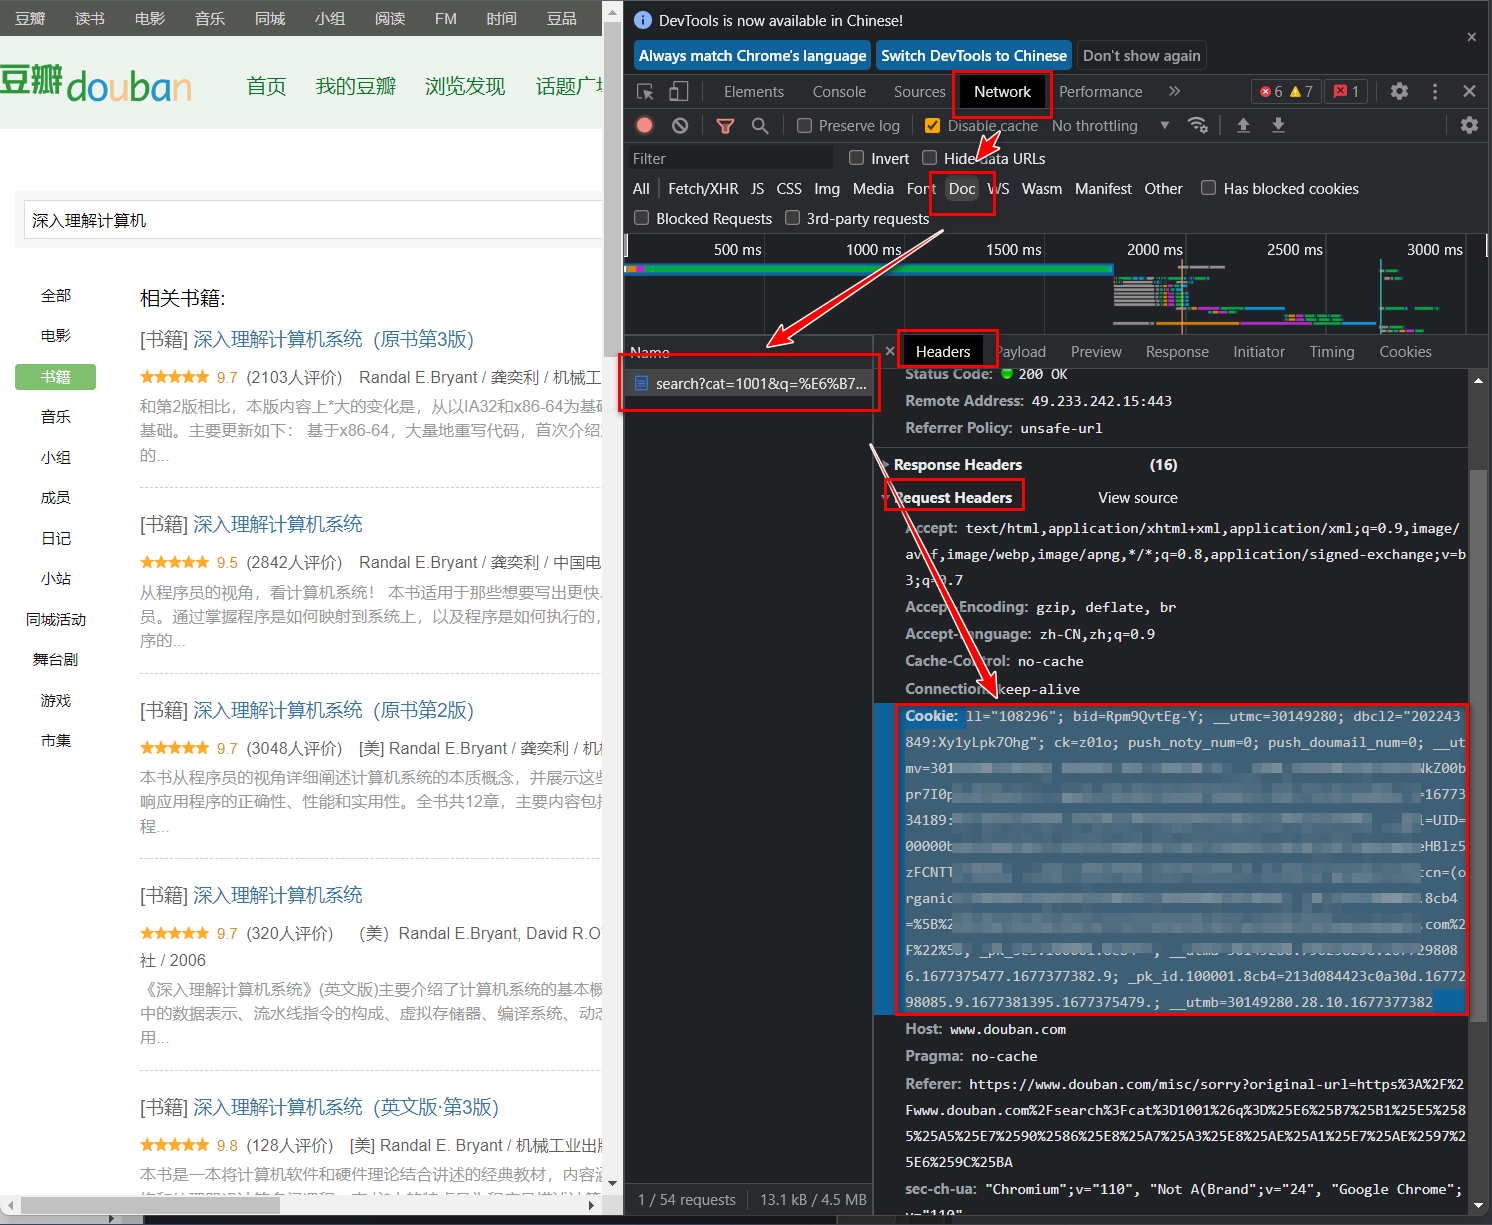 豆瓣 读书 电影 音乐 同城 小组 阅读 FM 时间 豆品
豆瓣douban 首页 我的豆瓣 浏览发现 话题广场
深入理解计算机
全部
电影
书籍
音乐
小组
成员
日记
小站
同城活动
舞台剧
游戏
市集
相关书籍:
[书籍] 深入理解计算机系统（原书第3版）
9.7 (2103人评价) Randal E.Bryant / 龚奕利 / 机械工
和第2版相比，本版内容上*大的变化是，从以IA32和x86-64为基础
基础。主要更新如下： 基于x86-64，大量地重写代码，首次介绍
的...
[书籍] 深入理解计算机系统
9.5 (2842人评价) Randal E.Bryant / 龚奕利 / 中国电
从程序员的视角，看计算机系统！ 本书适用于那些想要写出更快
员。通过掌握程序是如何映射到系统上，以及程序是如何执行的，
序的...
[书籍] 深入理解计算机系统（原书第2版）
9.7 (3048人评价) [美] Randal E.Bryant / 龚奕利 / 机
本书从程序员的视角详细阐述计算机系统的本质概念，并展示这些
响应用程序的正确性、性能和实用性。全书共12章，主要内容包括
程...
[书籍] 深入理解计算机系统
9.7 (320人评价) （美）Randal E.Bryant, David R.O'
社 / 2006
《深入理解计算机系统》(英文版)主要介绍了计算机系统的基本概
中的数据表示、流水线指令的构成、虚拟存储器、编译系统、动态
用...
[书籍] 深入理解计算机系统（英文版·第3版）
9.8 (128人评价) [美] Randal E. Bryant / 机械工业出版
本书是一本将计算机软件和硬件理论结合讲述的经典教材，内容涵
DevTools is now available in Chinese!
Always match Chrome's language Switch DevTools to Chinese Don't show again
Elements Console Sources Network Performance » 6 7 1
Preserve log Disable cache No throttling
Filter Invert Hide data URLs
All Fetch/XHR JS CSS Img Media Font Doc WS Wasm Manifest Other Has blocked cookies
Blocked Requests 3rd-party requests
500 ms 1000 ms 1500 ms 2000 ms 2500 ms 3000 ms
Name
search?cat=1001&q=%E6%B7...
Headers Payload Preview Response Initiator Timing Cookies
Status Code: 200 OK
Remote Address: 49.233.242.15:443
Referrer Policy: unsafe-url
Response Headers (16)
Request Headers View source
Accept: text/html,application/xhtml+xml,application/xml;q=0.9,image/
avif,image/webp,image/apng,*/*;q=0.8,application/signed-exchange;v=b
3;q=0.7
Accept-Encoding: gzip, deflate, br
Accept-Language: zh-CN,zh;q=0.9
Cache-Control: no-cache
Connection: keep-alive
Cookie: ll="108296"; bid=Rpm9QvtEg-Y; __utmc=30149280; dbcl2="202243
849:Xy1yLpk7Ohg"; ck=z01o; push_noty_num=0; push_doumail_num=0; __ut
mv=301 NkZ00b
pr7I0p =16773
34189: i=UID=
00000b eHBlz5
zFCNTT ccn=(o
rganic .8cb4
=%5B%2 .com%2
F%22%5D; 
6.1677375477.1677377382.9; _pk_id.100001.8cb4=213d084423c0a30d.16772
98085.9.1677381395.1677375479.; __utmb=30149280.28.10.1677377382
Host: www.douban.com
Pragma: no-cache
Referer: https://www.douban.com/misc/sorry?original-url=https%3A%2F%2
Fwww.douban.com%2Fsearch%3Fcat%3D1001%26q%3D%25E6%25B7%25B1%25E5%258
5%25A5%25E7%2590%2586%25E8%25A7%25A3%25E8%25AE%25A1%25E7%25AE%2597%2
5E6%259C%25BA
sec-ch-ua: "Chromium";v="110", "Not A(Brand";v="24", "Google Chrome";
v="110"
1 / 54 requests 13.1 kB / 4.5 MB